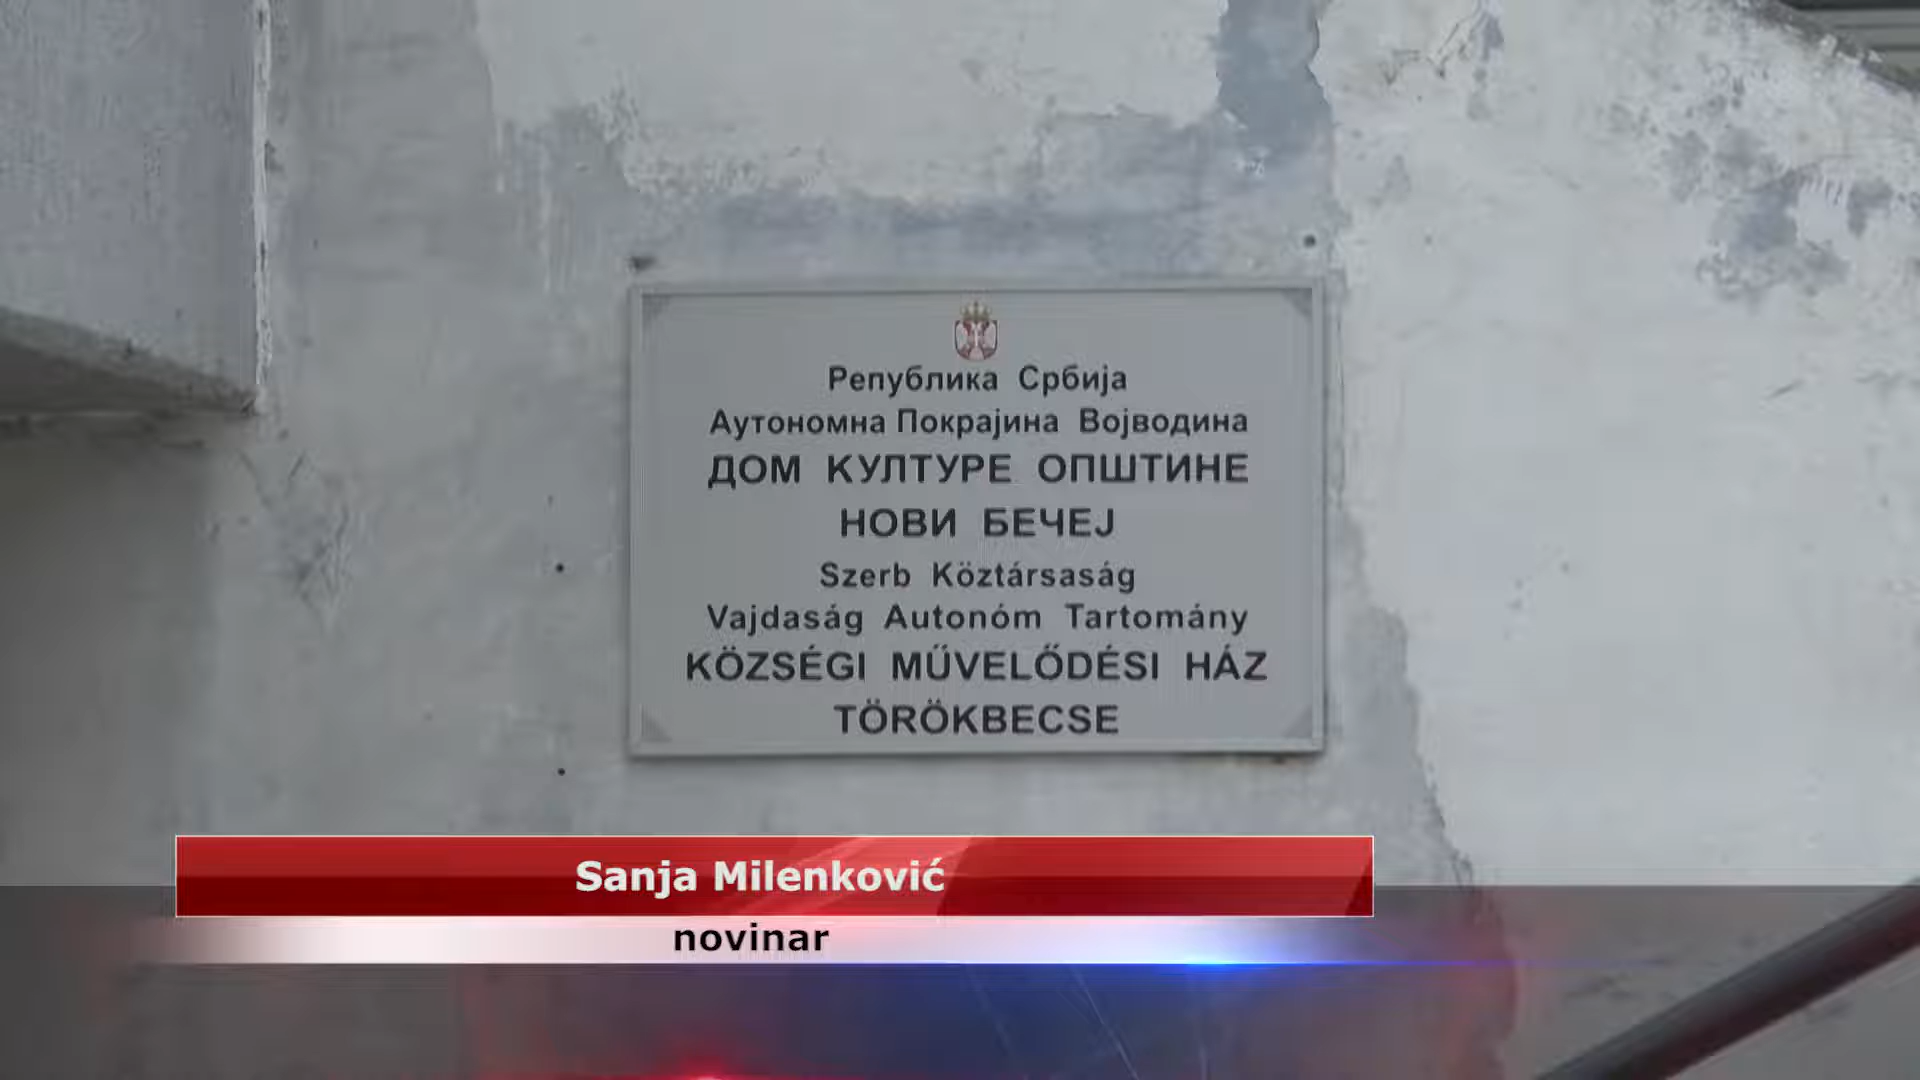 Република Србија
Аутономна Покрајина Војводина
ДОМ КУЛТУРЕ ОПШТИНЕ
НОВИ БЕЧЕЈ
Szerb Köztársaság
Vajdaság Autonóm Tartomány
KÖZSÉGI MŰVELŐDÉSI HÁZ
TÖRÖKBECSE
Sanja Milenković
novinar